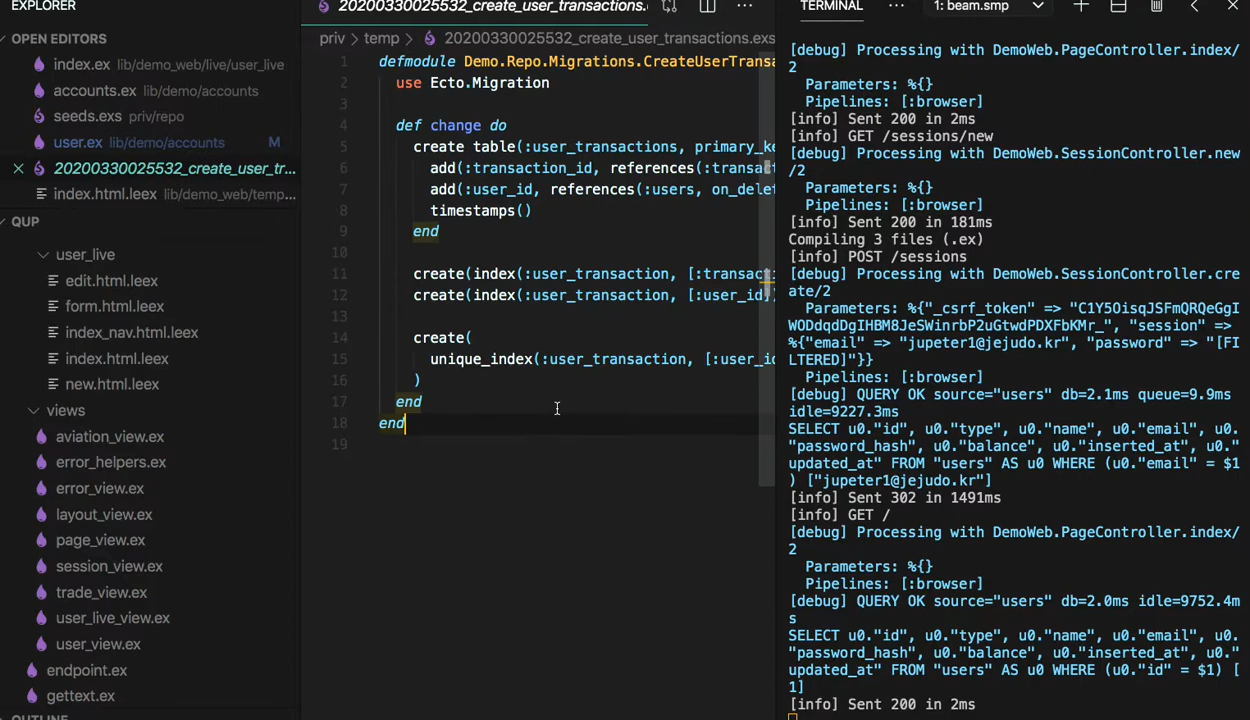 EXPLORER
OPEN EDITORS
index.ex lib/demo_web/live/user_live
accounts.ex lib/demo/accounts
seeds.exs priv/repo
user.ex lib/demo/accounts M
20200330025532_create_user_tr...
index.html.leex lib/demo_web/temp...
QUP
user_live
edit.html.leex
form.html.leex
index_nav.html.leex
index.html.leex
new.html.leex
views
aviation_view.ex
error_helpers.ex
error_view.ex
layout_view.ex
page_view.ex
session_view.ex
trade_view.ex
user_live_view.ex
user_view.ex
endpoint.ex
gettext.ex
OUTLINE
20200330025532_create_user_transactions.
priv > temp > 20200330025532_create_user_transactions.exs
1 defmodule Demo.Repo.Migrations.CreateUserTransa
2 use Ecto.Migration
3
4 def change do
5 create table(:user_transactions, primary_ke
6 add(:transaction_id, references(:transact
7 add(:user_id, references(:users, on_delet
8 timestamps()
9 end
10
11 create(index(:user_transaction, [:transacti
12 create(index(:user_transaction, [:user_id])
13
14 create(
15 unique_index(:user_transaction, [:user_id
16 )
17 end
18 end
19
TERMINAL ... 1: beam.smp
[debug] Processing with DemoWeb.PageController.index/
2
Parameters: %{}
Pipelines: [:browser]
[info] Sent 200 in 2ms
[info] GET /sessions/new
[debug] Processing with DemoWeb.SessionController.new
/2
Parameters: %{}
Pipelines: [:browser]
[info] Sent 200 in 181ms
Compiling 3 files (.ex)
[info] POST /sessions
[debug] Processing with DemoWeb.SessionController.cre
ate/2
Parameters: %{"_csrf_token" => "C1Y5OisqJSFmQRQeGgI
WODdqdDgIHBM8JeSWinrbP2uGtwdPDXFbKMr_", "session" =>
%{"email" => "jupeter1@jejudo.kr", "password" => "[FI
LTERED]"}}
Pipelines: [:browser]
[debug] QUERY OK source="users" db=2.1ms queue=9.9ms
idle=9227.3ms
SELECT u0."id", u0."type", u0."name", u0."email", u0.
"password_hash", u0."balance", u0."inserted_at", u0."
updated_at" FROM "users" AS u0 WHERE (u0."email" = $1
) ["jupeter1@jejudo.kr"]
[info] Sent 302 in 1491ms
[info] GET /
[debug] Processing with DemoWeb.PageController.index/
2
Parameters: %{}
Pipelines: [:browser]
[debug] QUERY OK source="users" db=2.0ms idle=9752.4m
s
SELECT u0."id", u0."type", u0."name", u0."email", u0.
"password_hash", u0."balance", u0."inserted_at", u0."
updated_at" FROM "users" AS u0 WHERE (u0."id" = $1) [
1]
[info] Sent 200 in 2ms